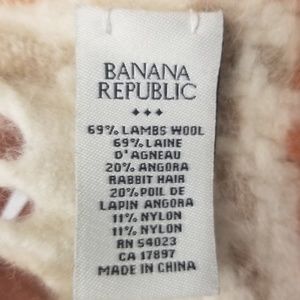 BANANA
REPUBLIC
69% LAMBS WOOL
69% LAINE
D'AGNEAU
20% ANGORA
RABBIT HAIR
20% POIL DE
LAPIN ANGORA
11% NYLON
11% NYLON
RN 54023
CA 17897
MADE IN CHINA